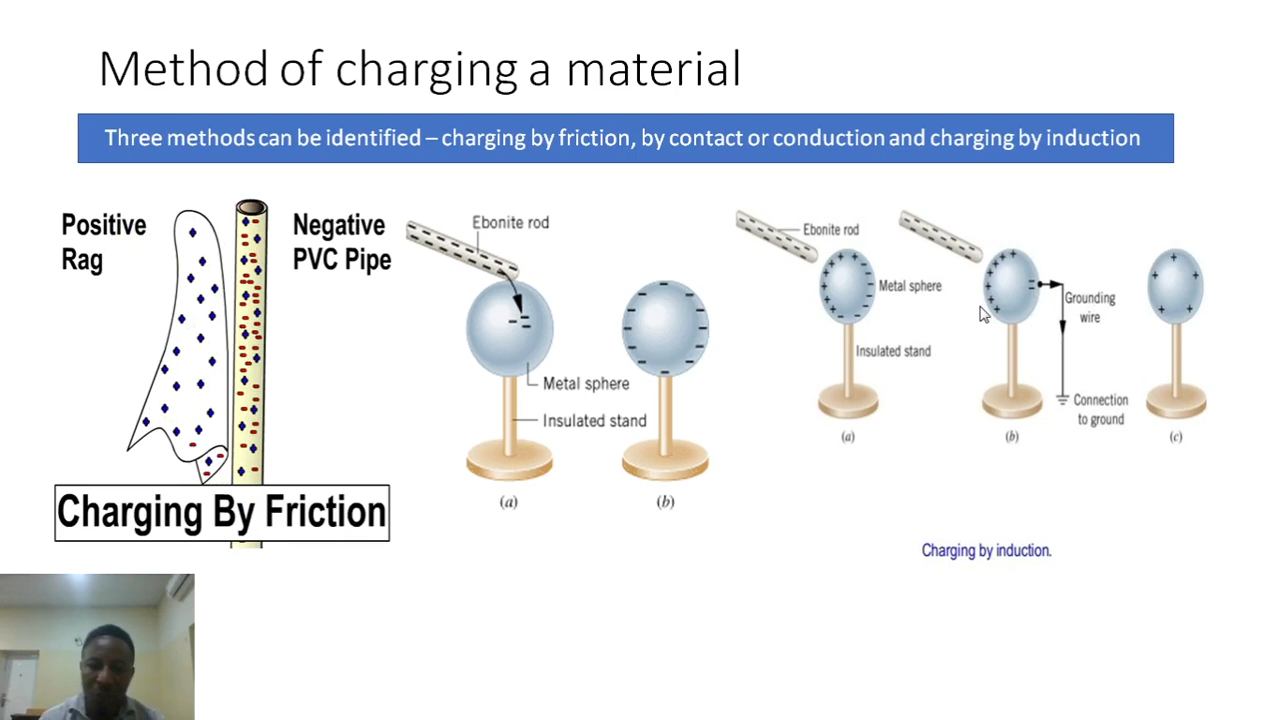 Method of charging a material
Three methods can be identified – charging by friction, by contact or conduction and charging by induction
Positive
Rag
Negative
PVC Pipe
Charging By Friction
Ebonite rod
Metal sphere
Insulated stand
(a)
(b)
Ebonite rod
Metal sphere
Insulated stand
(a)
Grounding
wire
Connection
to ground
(b)
(c)
Charging by induction.